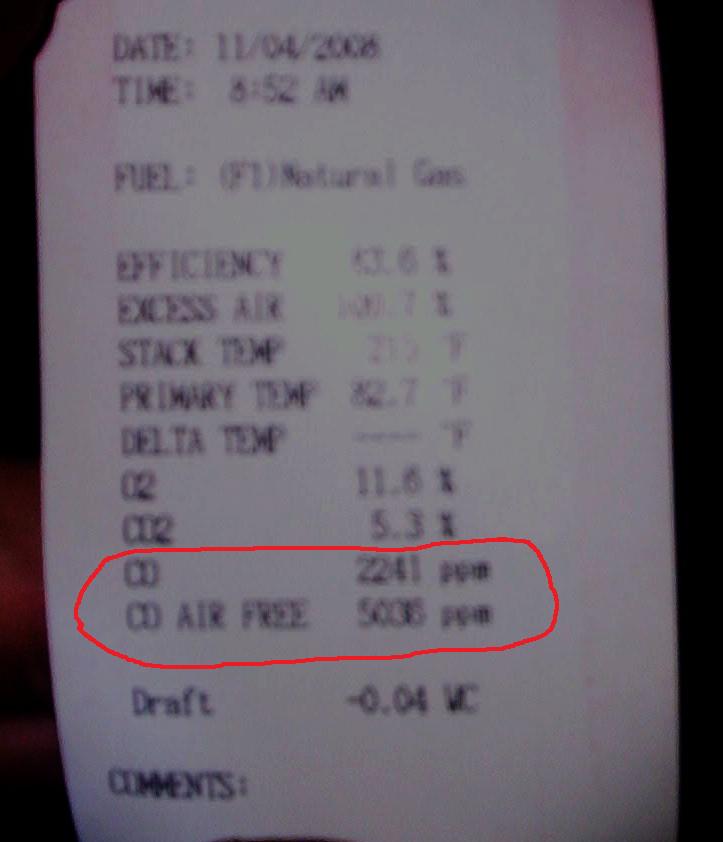 DATE: 11/04/2008
TIME: 8:52 AM
FUEL: (F1)Natural Gas
EFFICIENCY %
EXCESS AIR %
STACK TEMP °F
PRIMARY TEMP 82.7 °F
DELTA TEMP ---- °F
O2 11.6 %
CO2 5.3 %
CO 2241 ppm
CO AIR FREE 5036 ppm
Draft -0.04 WC
COMMENTS: